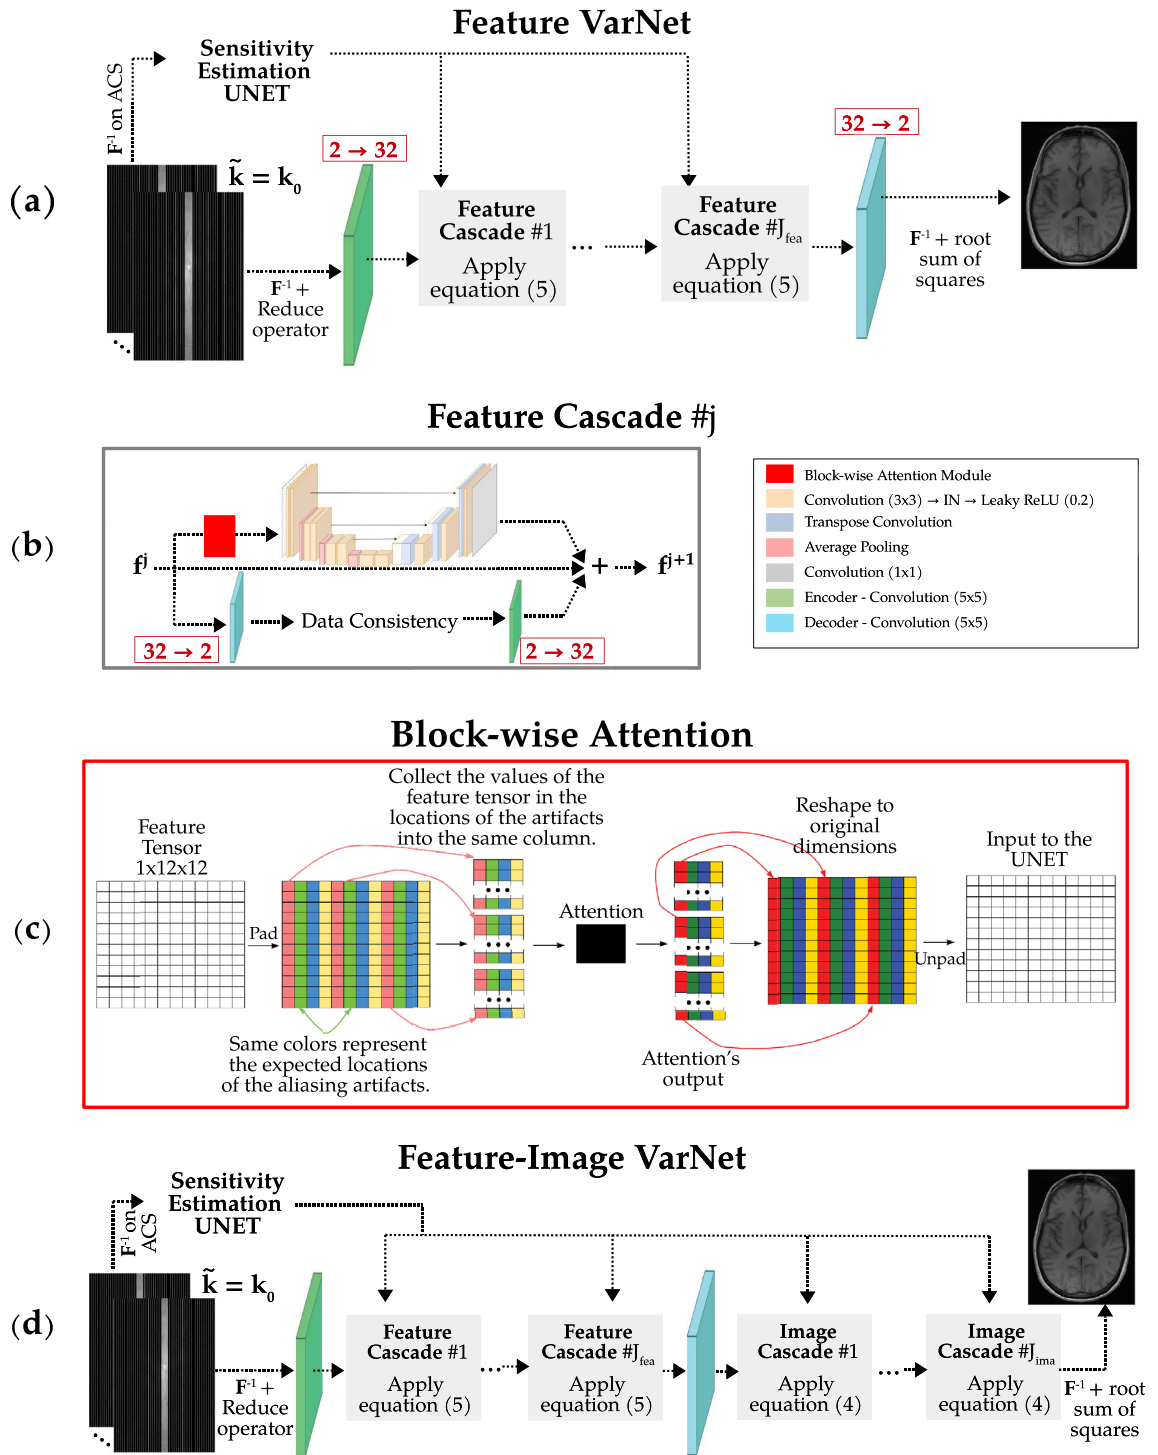 Feature VarNet
Sensitivity
Estimation
UNET
F⁻¹ on ACS
k̃ = k₀
2 → 32
32 → 2
(a)
Feature
Cascade #1
Apply
equation (5)
...
Feature
Cascade #J_fea
Apply
equation (5)
F⁻¹ +
Reduce
operator
F⁻¹ + root
sum of
squares
Feature Cascade #j
(b)
f^j
+
f^j+1
Data Consistency
32 → 2
2 → 32
Block-wise Attention Module
Convolution (3x3) → IN → Leaky ReLU (0.2)
Transpose Convolution
Average Pooling
Convolution (1x1)
Encoder - Convolution (5x5)
Decoder - Convolution (5x5)
Block-wise Attention
(c)
Feature
Tensor
1x12x12
Pad
Collect the values of the
feature tensor in the
locations of the artifacts
into the same column.
Same colors represent
the expected locations
of the aliasing artifacts.
Attention
Attention's
output
Reshape to
original
dimensions
Unpad
Input to the
UNET
Feature-Image VarNet
Sensitivity
Estimation
UNET
F⁻¹ on
ACS
k̃ = k₀
(d)
F⁻¹ +
Reduce
operator
Feature
Cascade #1
Apply
equation (5)
...
Feature
Cascade #J_fea
Apply
equation (5)
Image
Cascade #1
Apply
equation (4)
...
Image
Cascade #J_ima
Apply
equation (4)
F⁻¹ + root
sum of
squares